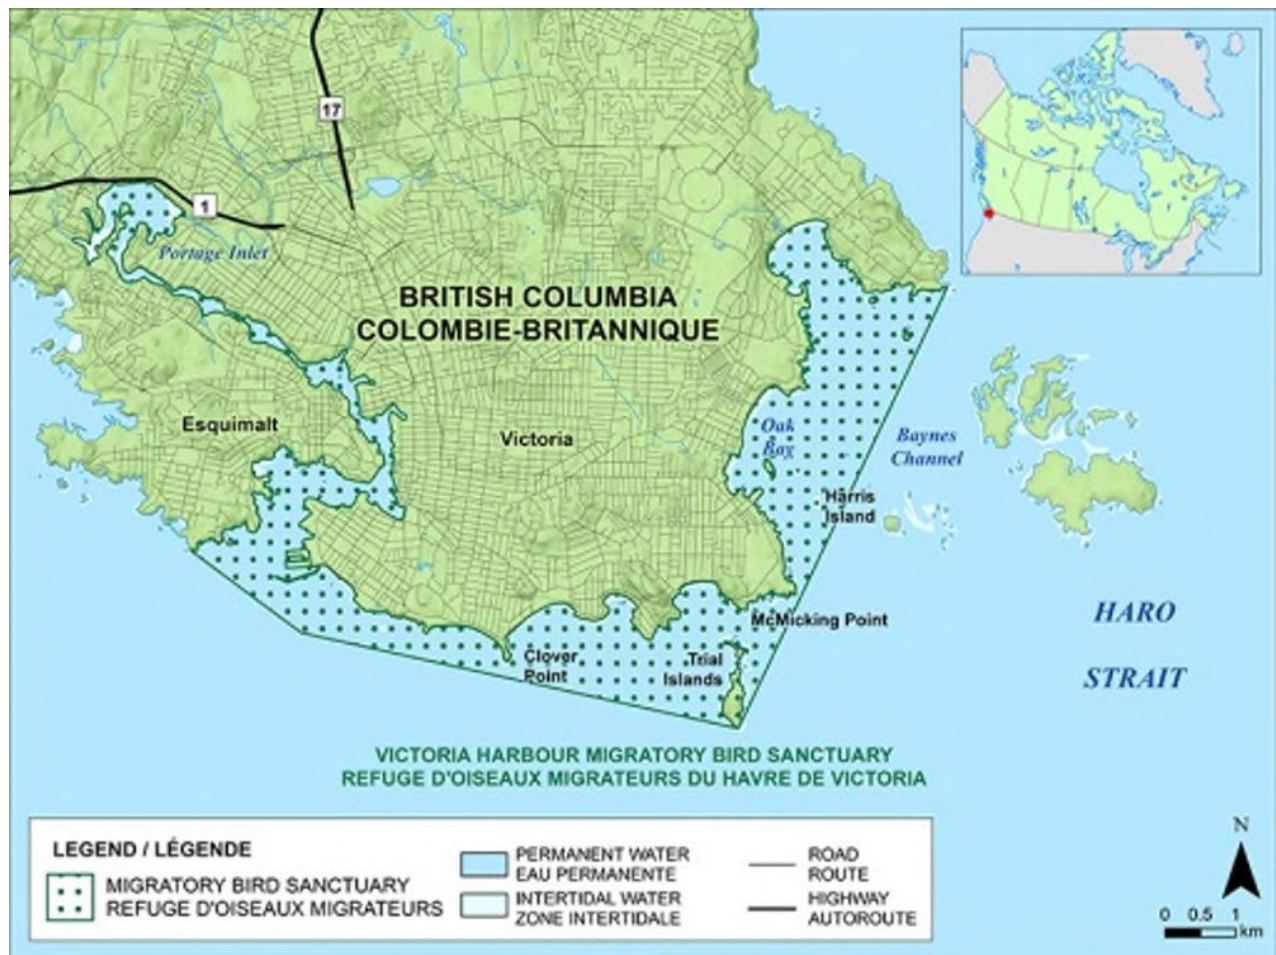 17
1
Portage Inlet
BRITISH COLUMBIA
COLOMBIE-BRITANNIQUE
Esquimalt
Victoria
Oak
Bay
Baynes
Channel
Harris
Island
HARO
STRAIT
McMicking Point
Clover
Point
Trial
Islands
VICTORIA HARBOUR MIGRATORY BIRD SANCTUARY
REFUGE D'OISEAUX MIGRATEURS DU HAVRE DE VICTORIA
LEGEND / LÉGENDE
MIGRATORY BIRD SANCTUARY
REFUGE D'OISEAUX MIGRATEURS
PERMANENT WATER
EAU PERMANENTE
INTERTIDAL WATER
ZONE INTERTIDALE
ROAD
ROUTE
HIGHWAY
AUTOROUTE
N
0 0.5 1
km